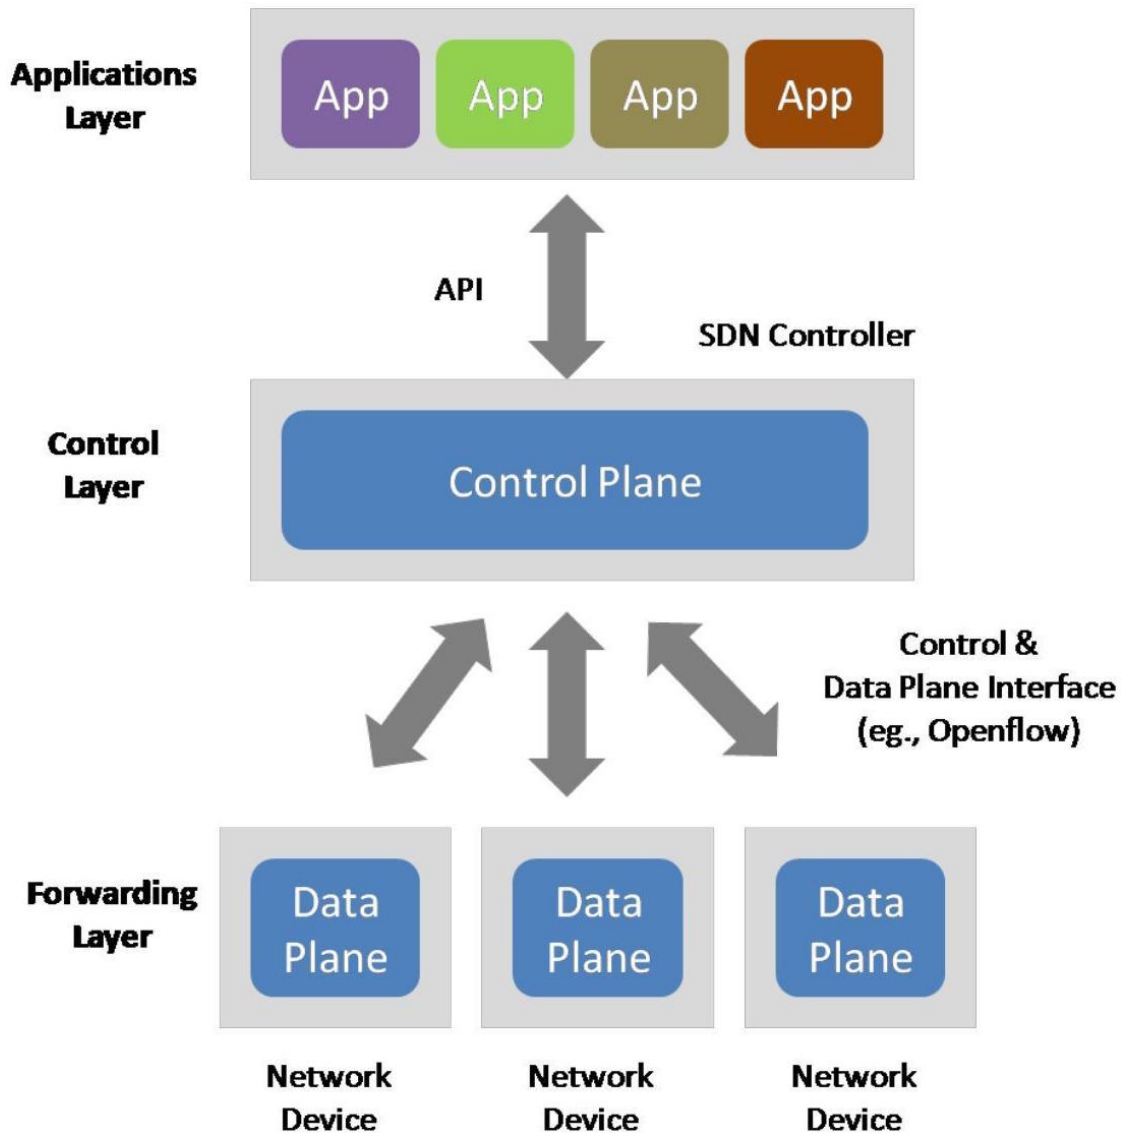 Applications
Layer
App App App App
API
SDN Controller
Control
Layer
Control Plane
Control &
Data Plane Interface
(eg., Openflow)
Forwarding
Layer
Data
Plane
Data
Plane
Data
Plane
Network
Device
Network
Device
Network
Device